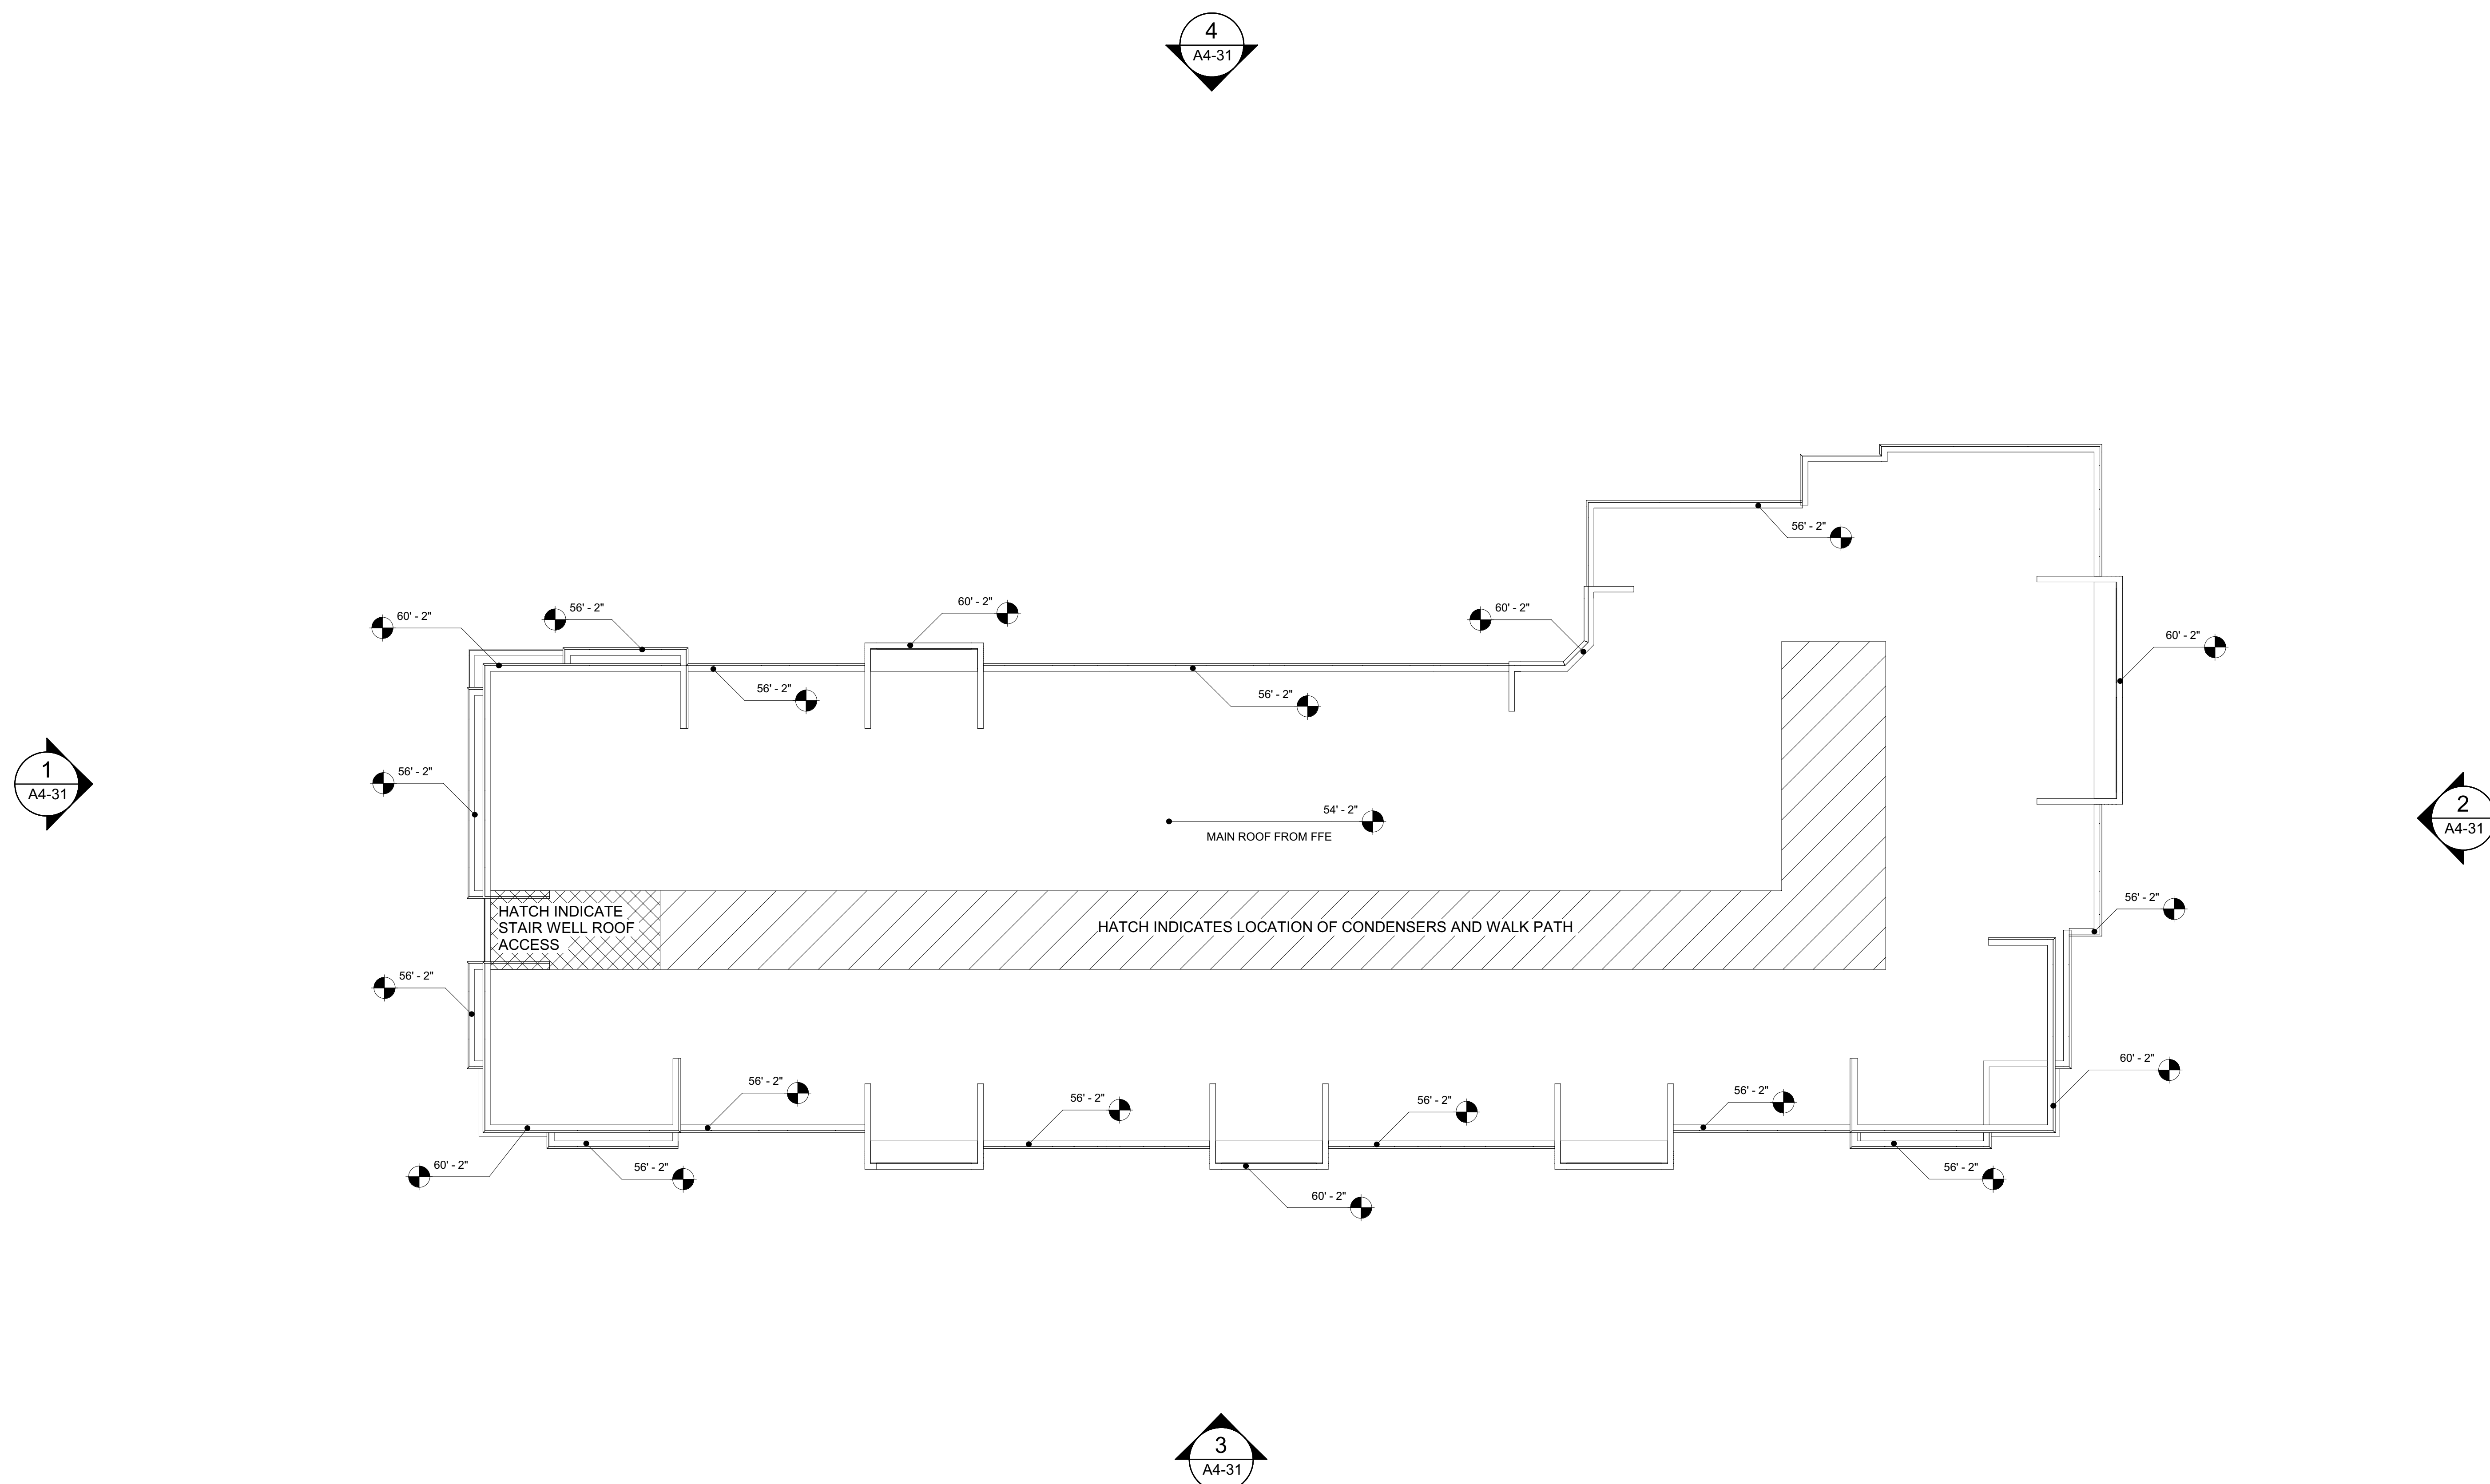 4
A4-31
56' - 2"
60' - 2"
56' - 2"
60' - 2"
60' - 2"
60' - 2"
56' - 2"
56' - 2"
1
A4-31
56' - 2"
54' - 2"
MAIN ROOF FROM FFE
2
A4-31
56' - 2"
HATCH INDICATE
STAIR WELL ROOF
ACCESS
HATCH INDICATES LOCATION OF CONDENSERS AND WALK PATH
56' - 2"
60' - 2"
56' - 2"
56' - 2"
56' - 2"
56' - 2"
60' - 2"
56' - 2"
56' - 2"
60' - 2"
3
A4-31